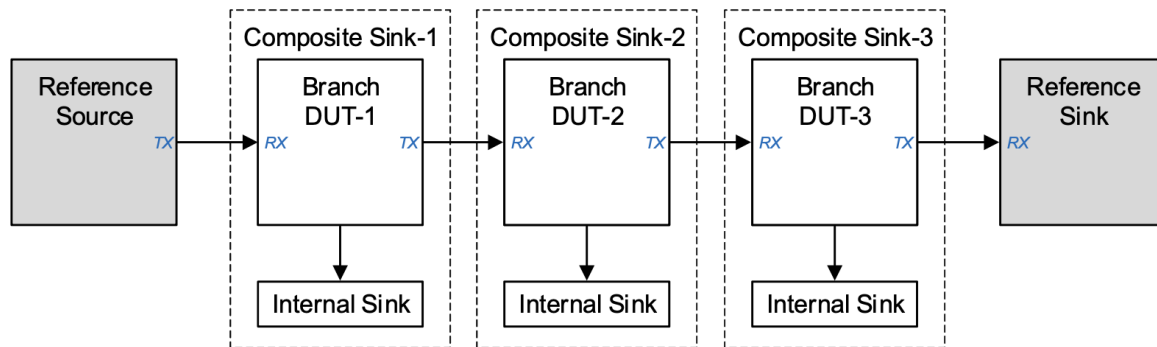 Composite Sink-1
Composite Sink-2
Composite Sink-3
Reference
Source
TX
Branch
DUT-1
RX
TX
Branch
DUT-2
RX
TX
Branch
DUT-3
RX
TX
Reference
Sink
RX
Internal Sink
Internal Sink
Internal Sink